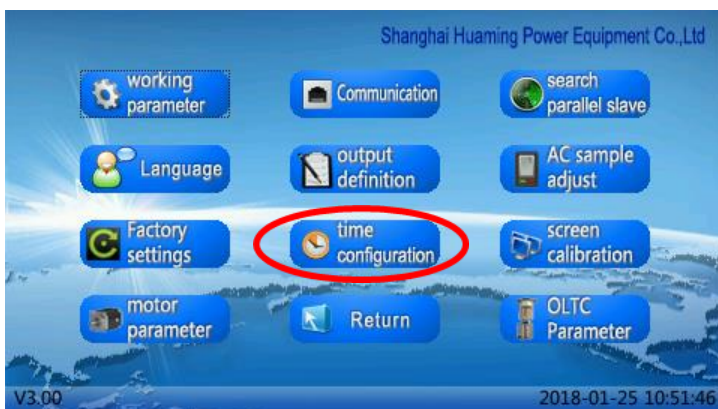 Shanghai Huaming Power Equipment Co.,Ltd
working
parameter
Communication
search
parallel slave
Language
output
definition
AC sample
adjust
Factory
settings
time
configuration
screen
calibration
motor
parameter
Return
OLTC
Parameter
V3.00
2018-01-25 10:51:46